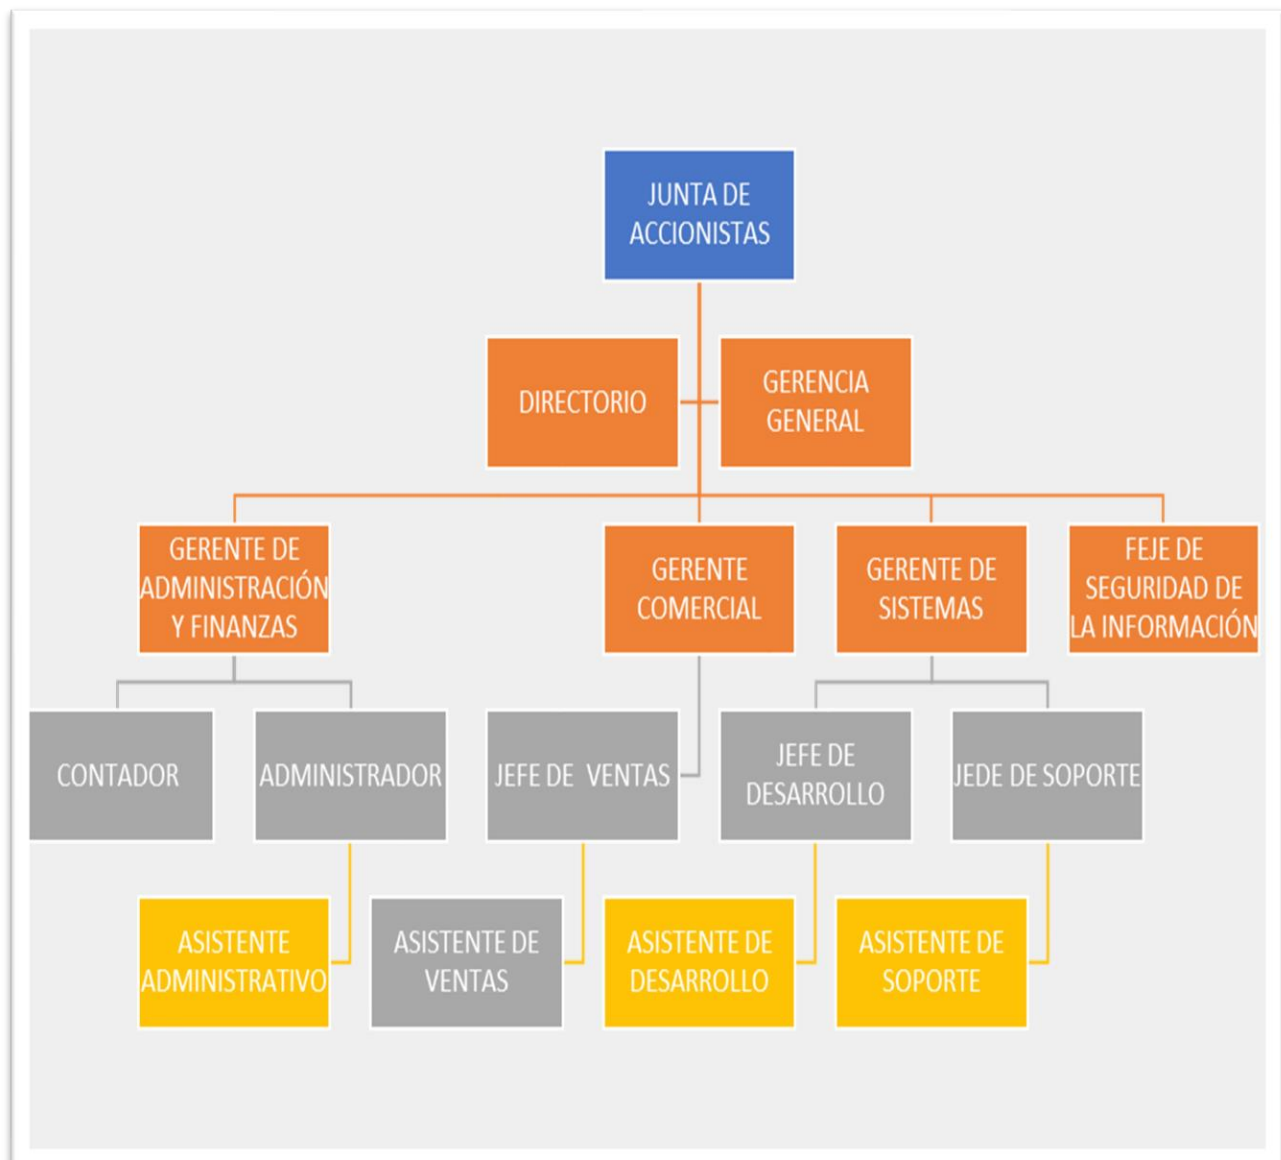 JUNTA DE
ACCIONISTAS
DIRECTORIO
GERENCIA
GENERAL
GERENTE DE
ADMINISTRACIÓN
Y FINANZAS
GERENTE
COMERCIAL
GERENTE DE
SISTEMAS
FEJE DE
SEGURIDAD DE
LA INFORMACIÓN
CONTADOR
ADMINISTRADOR
JEFE DE VENTAS
JEFE DE
DESARROLLO
JEDE DE SOPORTE
ASISTENTE
ADMINISTRATIVO
ASISTENTE DE
VENTAS
ASISTENTE DE
DESARROLLO
ASISTENTE DE
SOPORTE